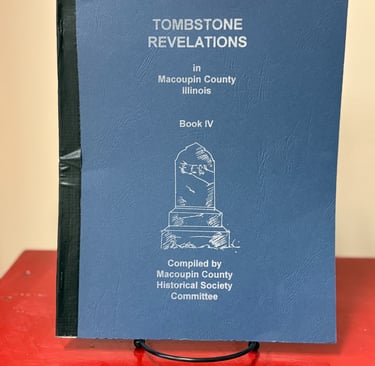 TOMBSTONE
REVELATIONS
in
Macoupin County
Illinois
Book IV
Compiled by
Macoupin County
Historical Society
Committee